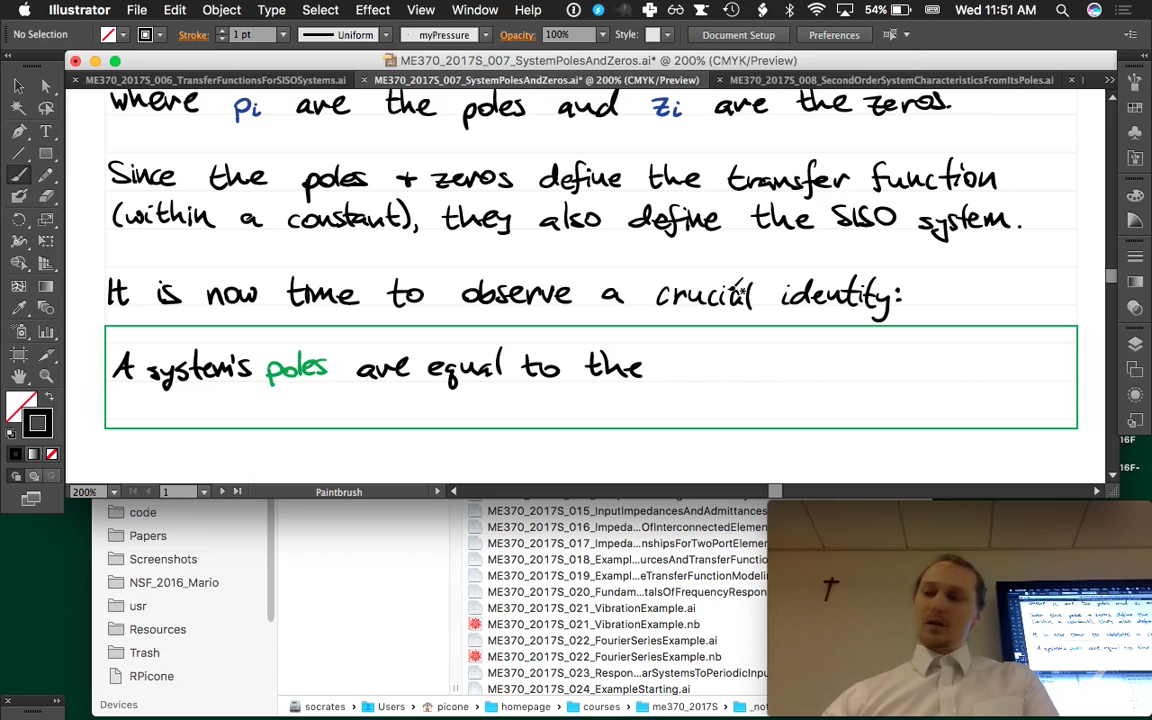 Illustrator File Edit Object Type Select Effect View Window Help 54% Wed 11:51 AM
No Selection Stroke: 1 pt Uniform myPressure Opacity: 100% Style: Document Setup Preferences
ME370_2017S_007_SystemPolesAndZeros.ai* @ 200% (CMYK/Preview)
ME370_2017S_006_TransferFunctionsForSISOSystems.ai ME370_2017S_007_SystemPolesAndZeros.ai* @ 200% (CMYK/Preview) ME370_2017S_008_SecondOrderSystemCharacteristicsFromItsPoles.ai
where pi are the poles and zi are the zeros.
Since the poles + zeros define the transfer function
(within a constant), they also define the SISO system.
It is now time to observe a crucial identity:
A system's poles are equal to the
16F
16F-
200% 1 Paintbrush
code
Papers
Screenshots
NSF_2016_Mario
usr
Resources
Trash
RPicone
Devices
ME370_2017S_015_InputImpedancesAndAdmittances
ME370_2017S_016_Impeda...OfInterconnectedElemen
ME370_2017S_017_Impeda...nshipsForTwoPortElemen
ME370_2017S_018_Exampl...urcesAndTransferFunctio
ME370_2017S_019_Exampl...eTransferFunctionModelin
ME370_2017S_020_Fundam...talsOfFrequencyRespon
ME370_2017S_021_VibrationExample.ai
ME370_2017S_021_VibrationExample.nb
ME370_2017S_022_FourierSeriesExample.ai
ME370_2017S_022_FourierSeriesExample.nb
ME370_2017S_023_Respon...arSystemsToPeriodicInpu
ME370_2017S_024_ExampleStarting.ai
socrates Users picone homepage courses me370_2017S